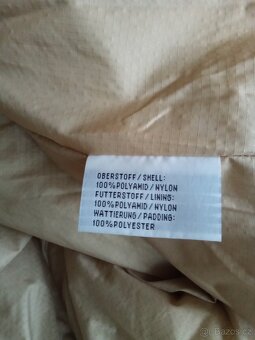 OBERSTOFF/SHELL:
100%POLYAMID/NYLON
FUTTERSTOFF/LINING:
100%POLYAMID/NYLON
WATTIERUNG/PADDING:
100%POLYESTER